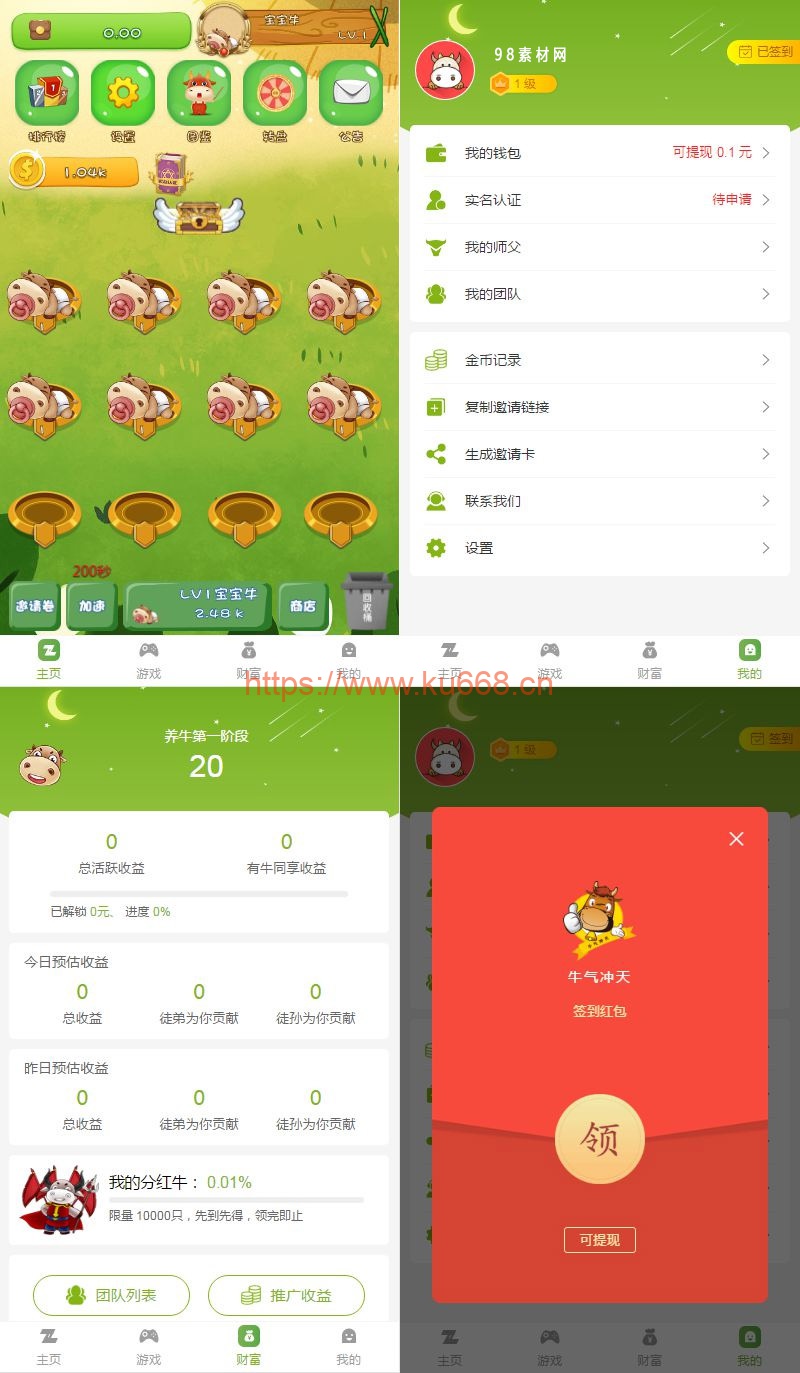 0.00
宝宝牛
LV.1
排行榜
设置
图鉴
转盘
公告
1.04k
200秒
邀请卷
加速
LV1宝宝牛
2.48 k
商店
回收桶
主页
游戏
财富
我的
98素材网
1级
已签到
我的钱包
可提现 0.1 元
实名认证
待申请
我的师父
我的团队
金币记录
复制邀请链接
生成邀请卡
联系我们
设置
主页
游戏
财富
我的
https://www.ku668.cn
养牛第一阶段
20
0
0
总活跃收益
有牛同享收益
已解锁 0元、 进度 0%
今日预估收益
0
0
0
总收益
徒弟为你贡献
徒孙为你贡献
昨日预估收益
0
0
0
总收益
徒弟为你贡献
徒孙为你贡献
我的分红牛： 0.01%
限量 10000只，先到先得，领完即止
团队列表
推广收益
主页
游戏
财富
我的
1级
签到
牛气冲天
签到红包
领
可提现
主页
游戏
财富
我的